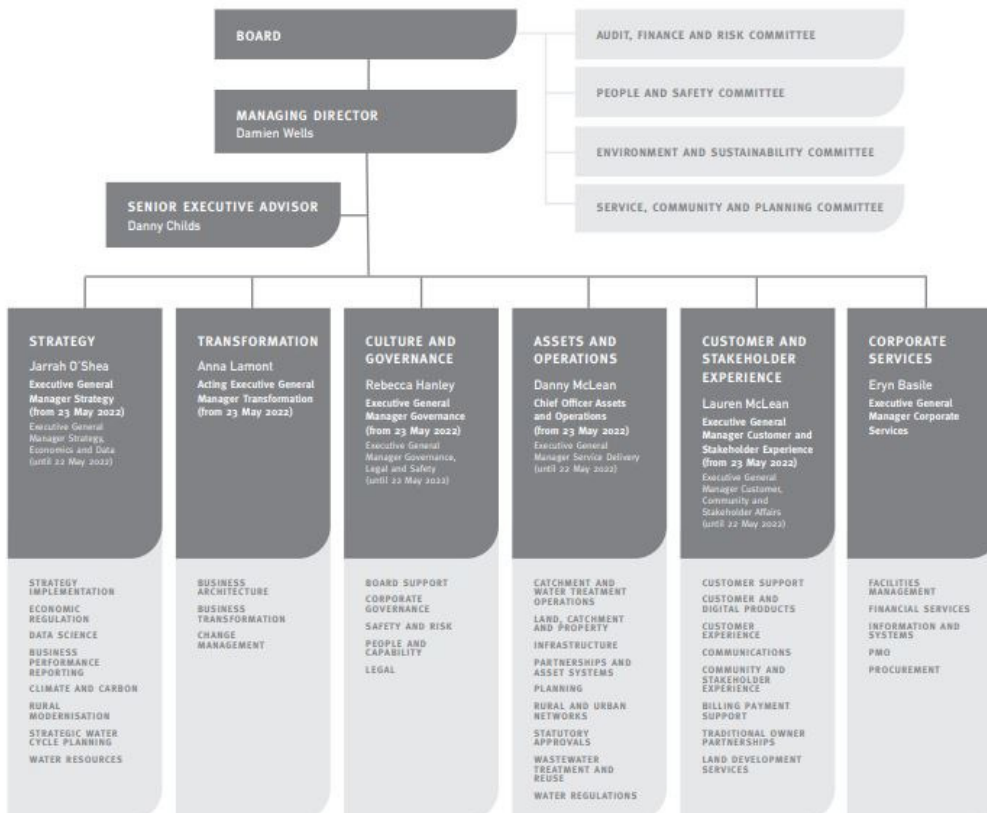 BOARD
MANAGING DIRECTOR
Damien Wells
SENIOR EXECUTIVE ADVISOR
Danny Childs
AUDIT, FINANCE AND RISK COMMITTEE
PEOPLE AND SAFETY COMMITTEE
ENVIRONMENT AND SUSTAINABILITY COMMITTEE
SERVICE, COMMUNITY AND PLANNING COMMITTEE
STRATEGY
Jarrah O'Shea
Executive General
Manager Strategy
(from 23 May 2022)
Executive General
Manager Strategy,
Economics and Data
(until 22 May 2022)
STRATEGY
IMPLEMENTATION
ECONOMIC
REGULATION
DATA SCIENCE
BUSINESS
PERFORMANCE
REPORTING
CLIMATE AND CARBON
RURAL
MODERNISATION
STRATEGIC WATER
CYCLE PLANNING
WATER RESOURCES
TRANSFORMATION
Anna Lamont
Acting Executive General
Manager Transformation
(from 23 May 2022)
BUSINESS
ARCHITECTURE
BUSINESS
TRANSFORMATION
CHANGE
MANAGEMENT
CULTURE AND
GOVERNANCE
Rebecca Hanley
Executive General
Manager Governance
(from 23 May 2022)
Executive General
Manager Governance,
Legal and Safety
(until 22 May 2022)
BOARD SUPPORT
CORPORATE
GOVERNANCE
SAFETY AND RISK
PEOPLE AND
CAPABILITY
LEGAL
ASSETS AND
OPERATIONS
Danny McLean
Chief Officer Assets
and Operations
(from 23 May 2022)
Executive General
Manager Service Delivery
(until 22 May 2022)
CATCHMENT AND
WATER TREATMENT
OPERATIONS
LAND, CATCHMENT
AND PROPERTY
INFRASTRUCTURE
PARTNERSHIPS AND
ASSET SYSTEMS
PLANNING
RURAL AND URBAN
NETWORKS
STATUTORY
APPROVALS
WASTEWATER
TREATMENT AND
REUSE
WATER REGULATIONS
CUSTOMER AND
STAKEHOLDER
EXPERIENCE
Lauren McLean
Executive General
Manager Customer and
Stakeholder Experience
(from 23 May 2022)
Executive General
Manager Customer,
Community and
Stakeholder Affairs
(until 22 May 2022)
CUSTOMER SUPPORT
CUSTOMER AND
DIGITAL PRODUCTS
CUSTOMER
EXPERIENCE
COMMUNICATIONS
COMMUNITY AND
STAKEHOLDER
EXPERIENCE
BILLING PAYMENT
SUPPORT
TRADITIONAL OWNER
PARTNERSHIPS
LAND DEVELOPMENT
SERVICES
CORPORATE
SERVICES
Eryn Basile
Executive General
Manager Corporate
Services
FACILITIES
MANAGEMENT
FINANCIAL SERVICES
INFORMATION AND
SYSTEMS
PMO
PROCUREMENT